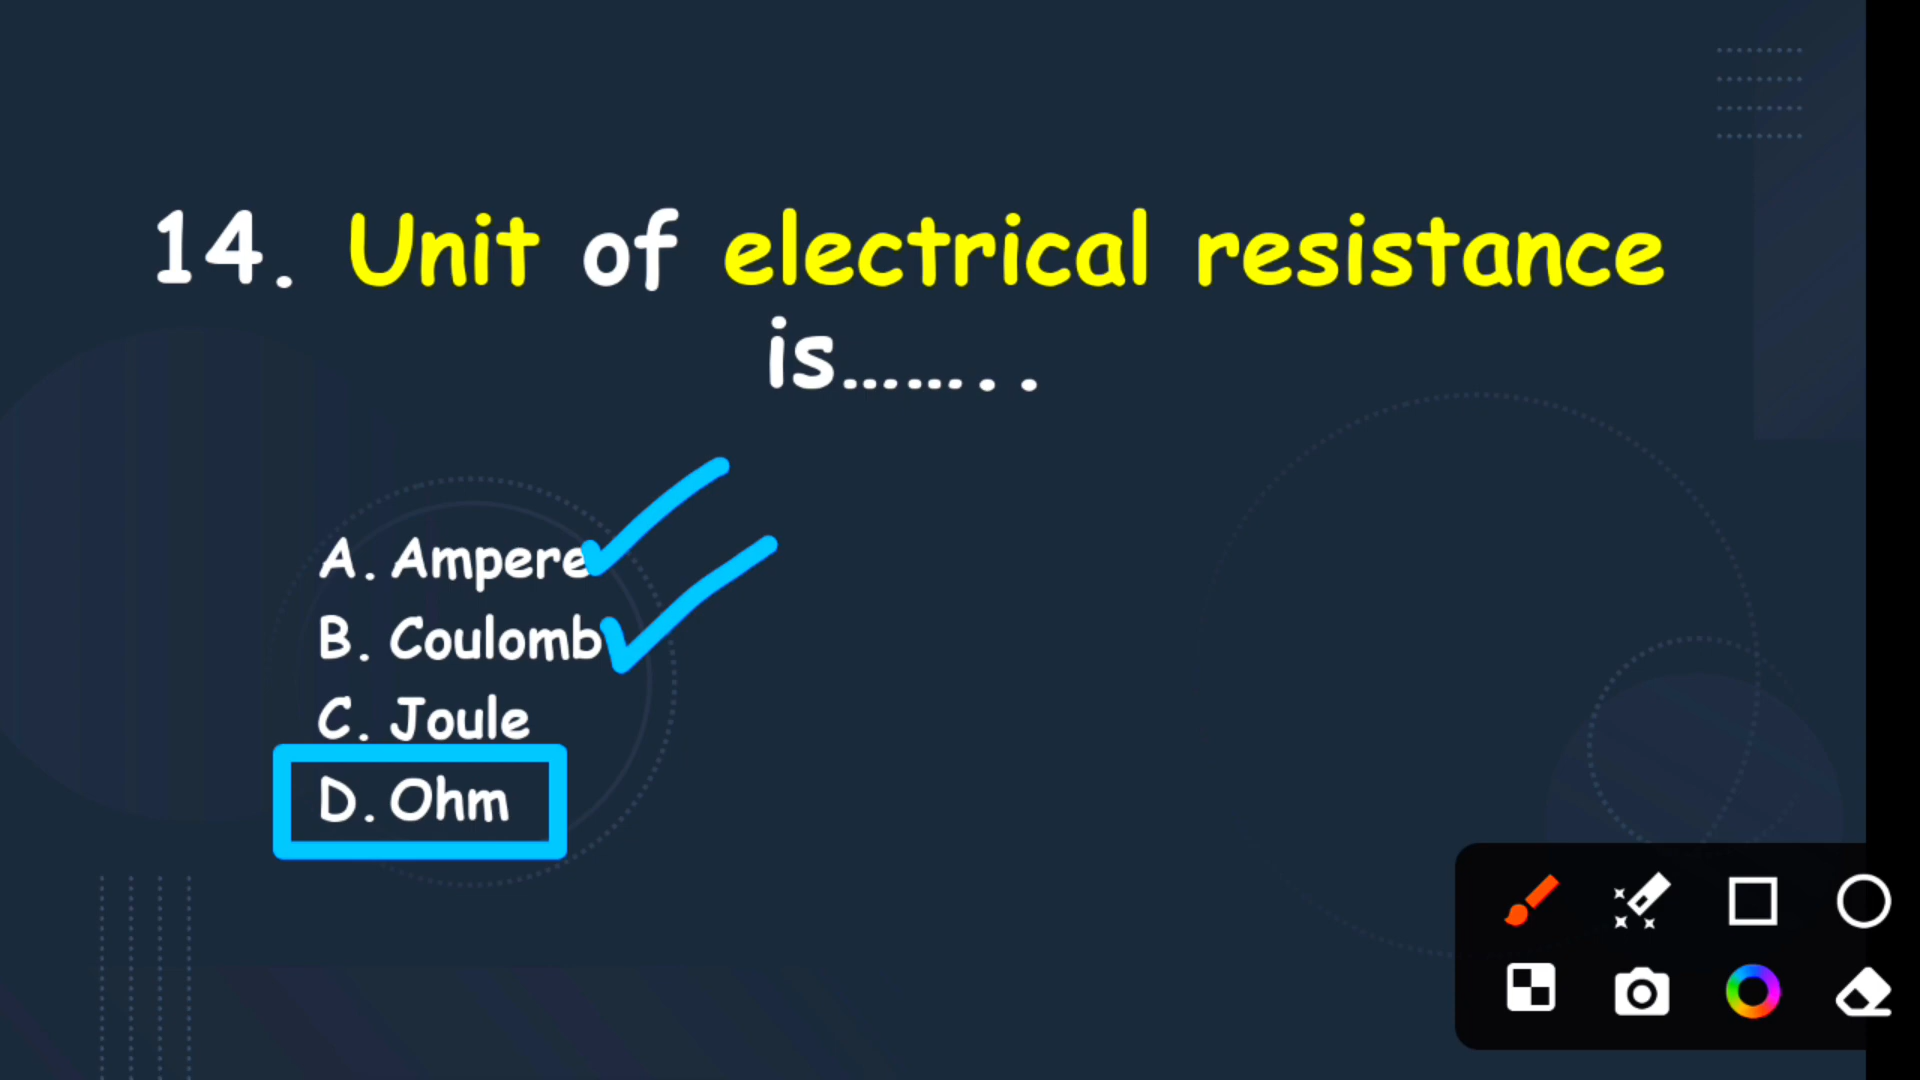 14. Unit of electrical resistance
is........
A. Ampere
B. Coulomb
C. Joule
D. Ohm